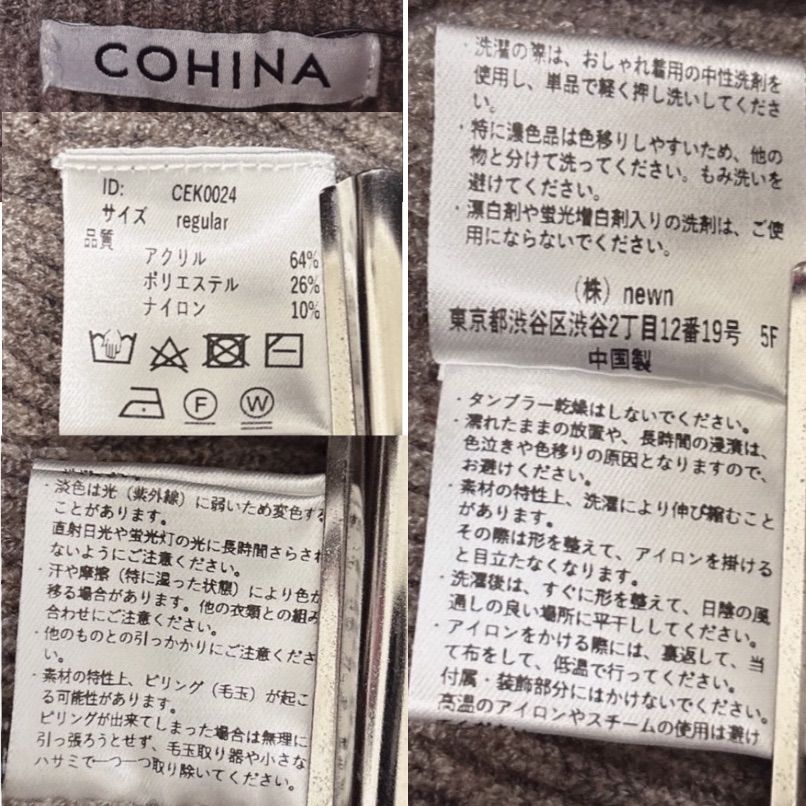 COHINA
ID: CEK0024
サイズ regular
品質
アクリル 64%
ポリエステル 26%
ナイロン 10%
F
W
・淡色は光（紫外線）に弱いため変色する
ことがあります。
直射日光や蛍光灯の光に長時間さらされ
ないようにご注意ください。
・汗や摩擦（特に湿った状態）により色が
移る場合があります。他の衣類との組み
合わせにご注意ください。
・他のものとの引っかかりにご注意くださ
い。
・素材の特性上、ピリング（毛玉）が起こ
る可能性があります。
ピリングが出来てしまった場合は無理に
引っ張ろうとせず、毛玉取り器や小さな
ハサミで一つ一つ取り除いてください。
・洗濯の際は、おしゃれ着用の中性洗剤を
使用し、単品で軽く押し洗いしてくださ
い。
・特に濃色品は色移りしやすいため、他の
物と分けて洗ってください。もみ洗いを
避けてください。
・漂白剤や蛍光増白剤入りの洗剤は、ご使
用にならないでください。
（株）newn
東京都渋谷区渋谷2丁目12番19号 5F
中国製
・タンブラー乾燥はしないでください。
・濡れたままの放置や、長時間の浸漬は、
色泣きや色移りの原因となりますので、
お避けください。
・素材の特性上、洗濯により伸び縮むこと
があります。
その際は形を整えて、アイロンを掛ける
と目立たなくなります。
・洗濯後は、すぐに形を整えて、日陰の風
通しの良い場所に平干ししてください。
・アイロンをかける際には、裏返して、当
て布をして、低温で行ってください。
付属・装飾部分にはかけないでください。
高温のアイロンやスチームの使用は避け